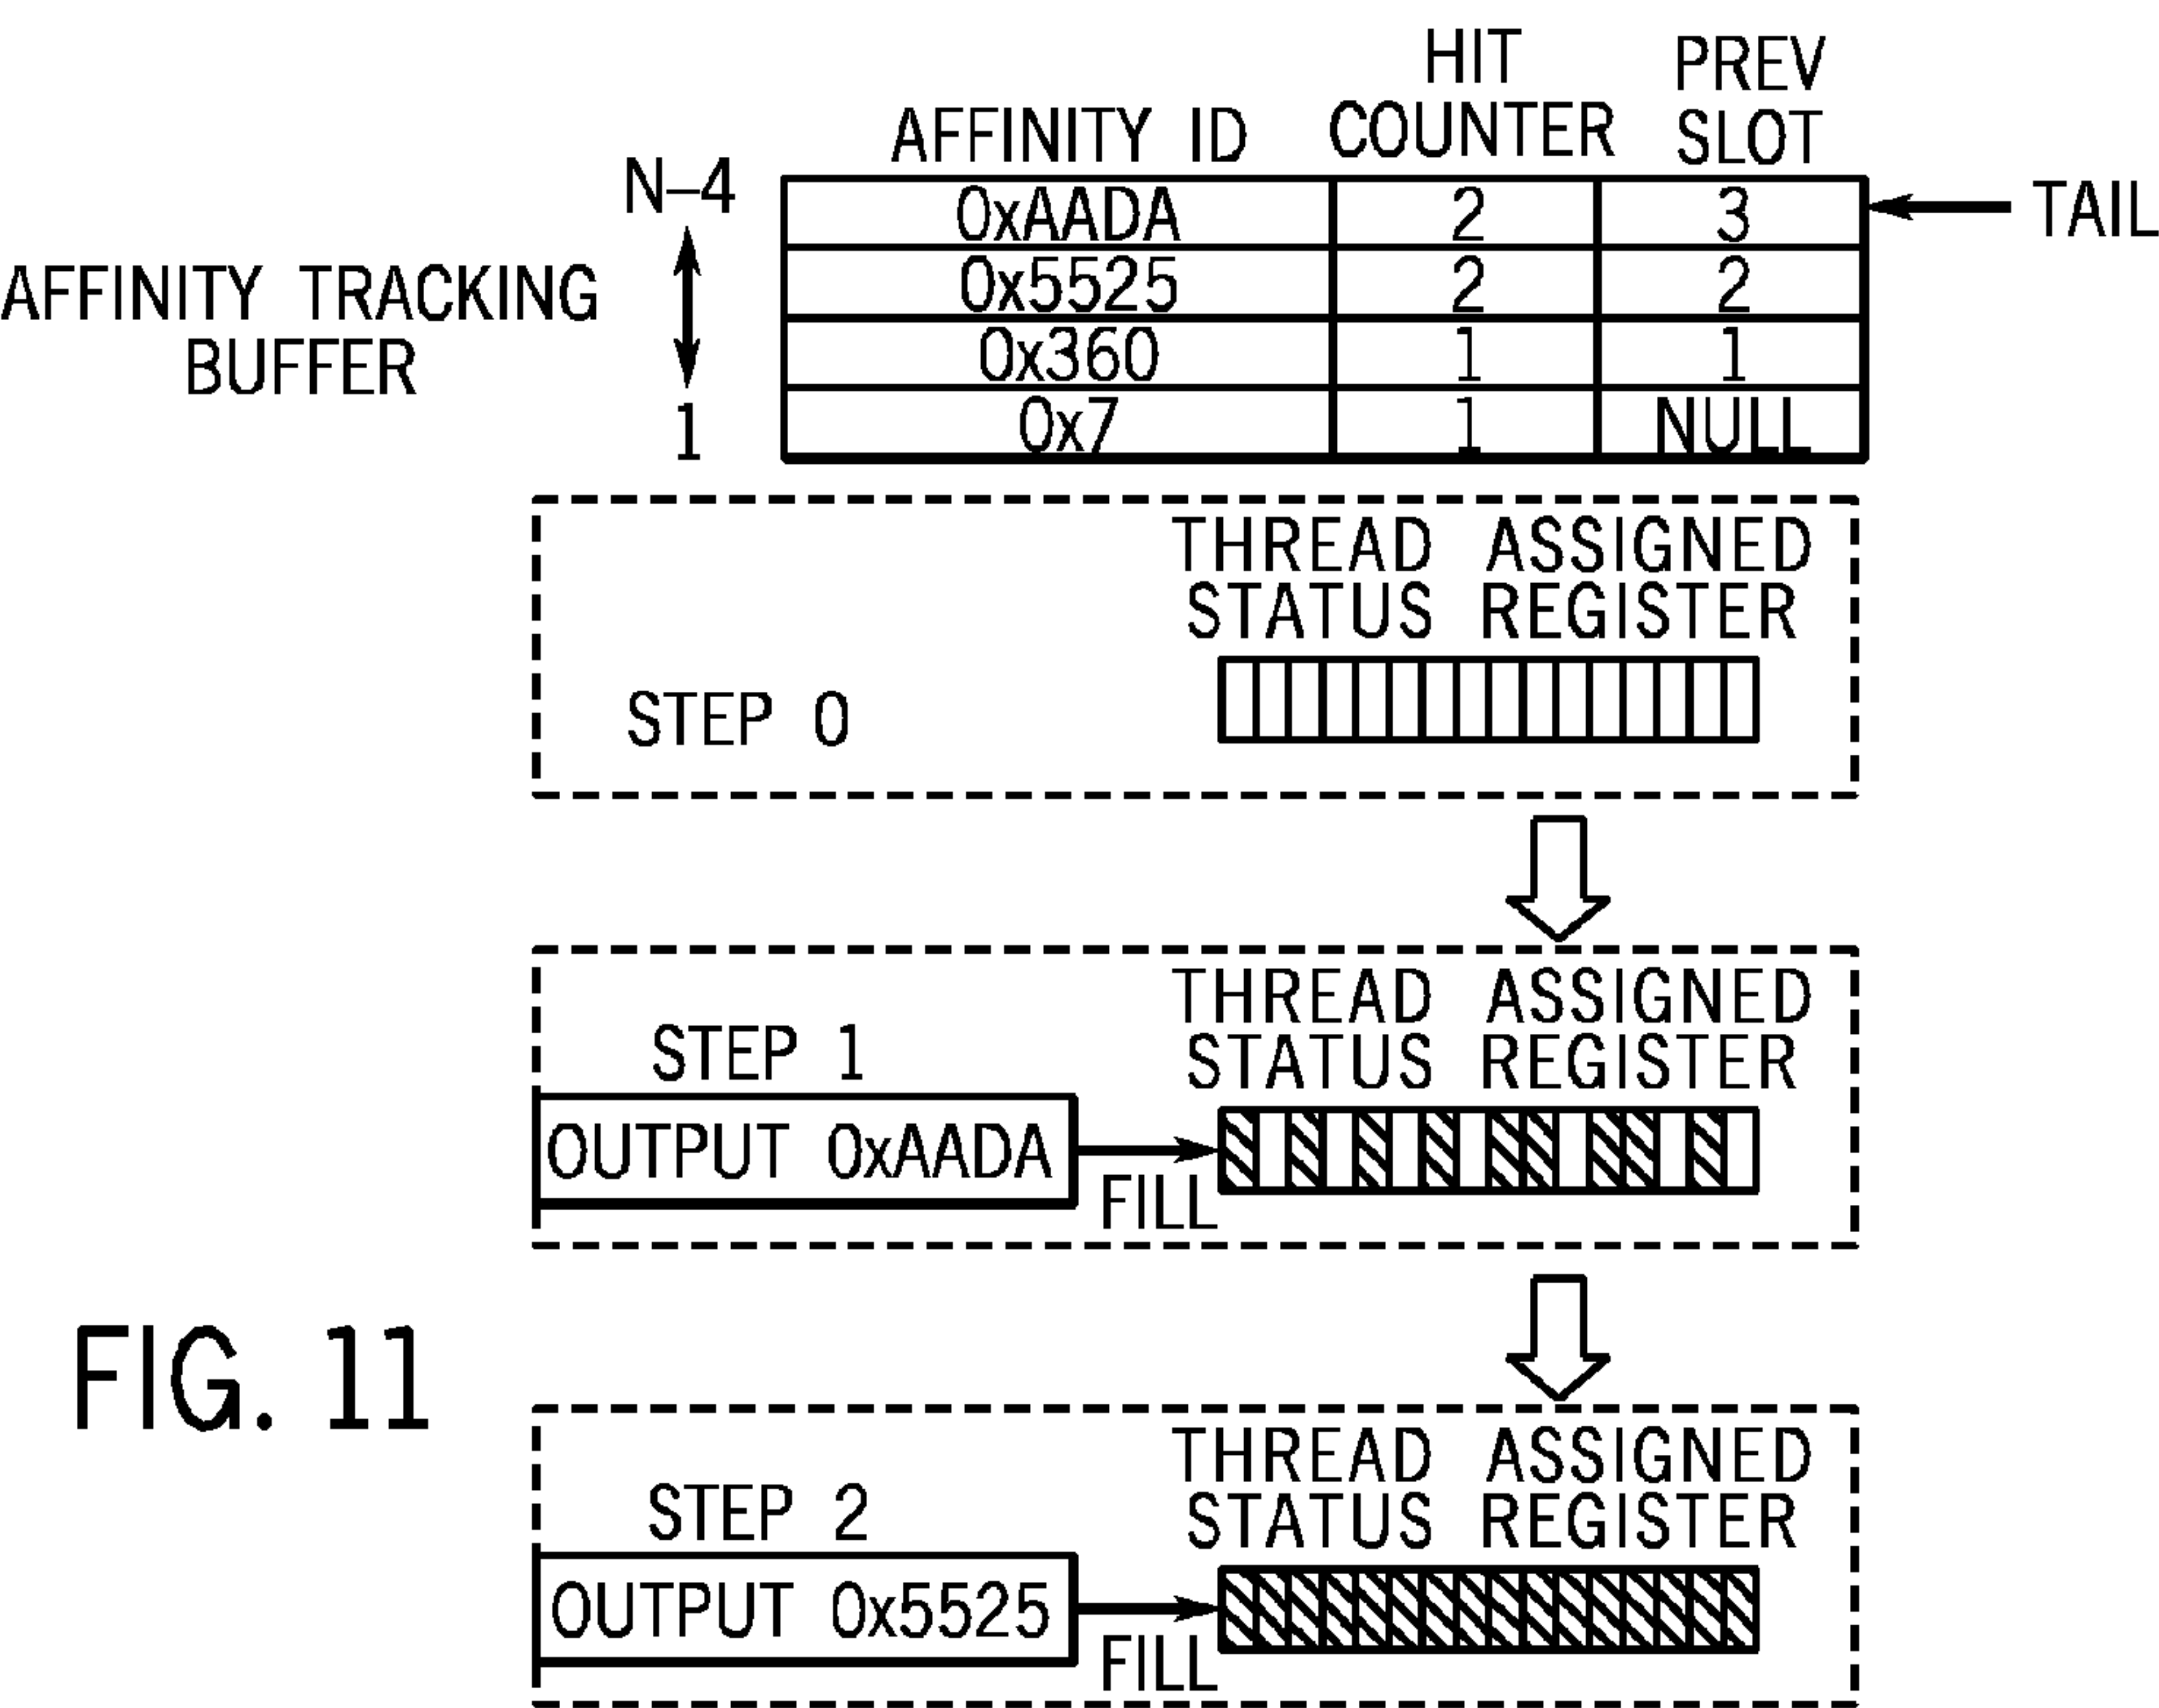 HIT
COUNTER
PREV
SLOT
AFFINITY ID
N-4
0xAADA 2 3
TAIL
0x5525 2 2
AFFINITY TRACKING
BUFFER
0x360 1 1
1
0x7 1 NULL
THREAD ASSIGNED
STATUS REGISTER
STEP 0
THREAD ASSIGNED
STATUS REGISTER
STEP 1
OUTPUT 0xAADA
FILL
FIG. 11
THREAD ASSIGNED
STATUS REGISTER
STEP 2
OUTPUT 0x5525
FILL